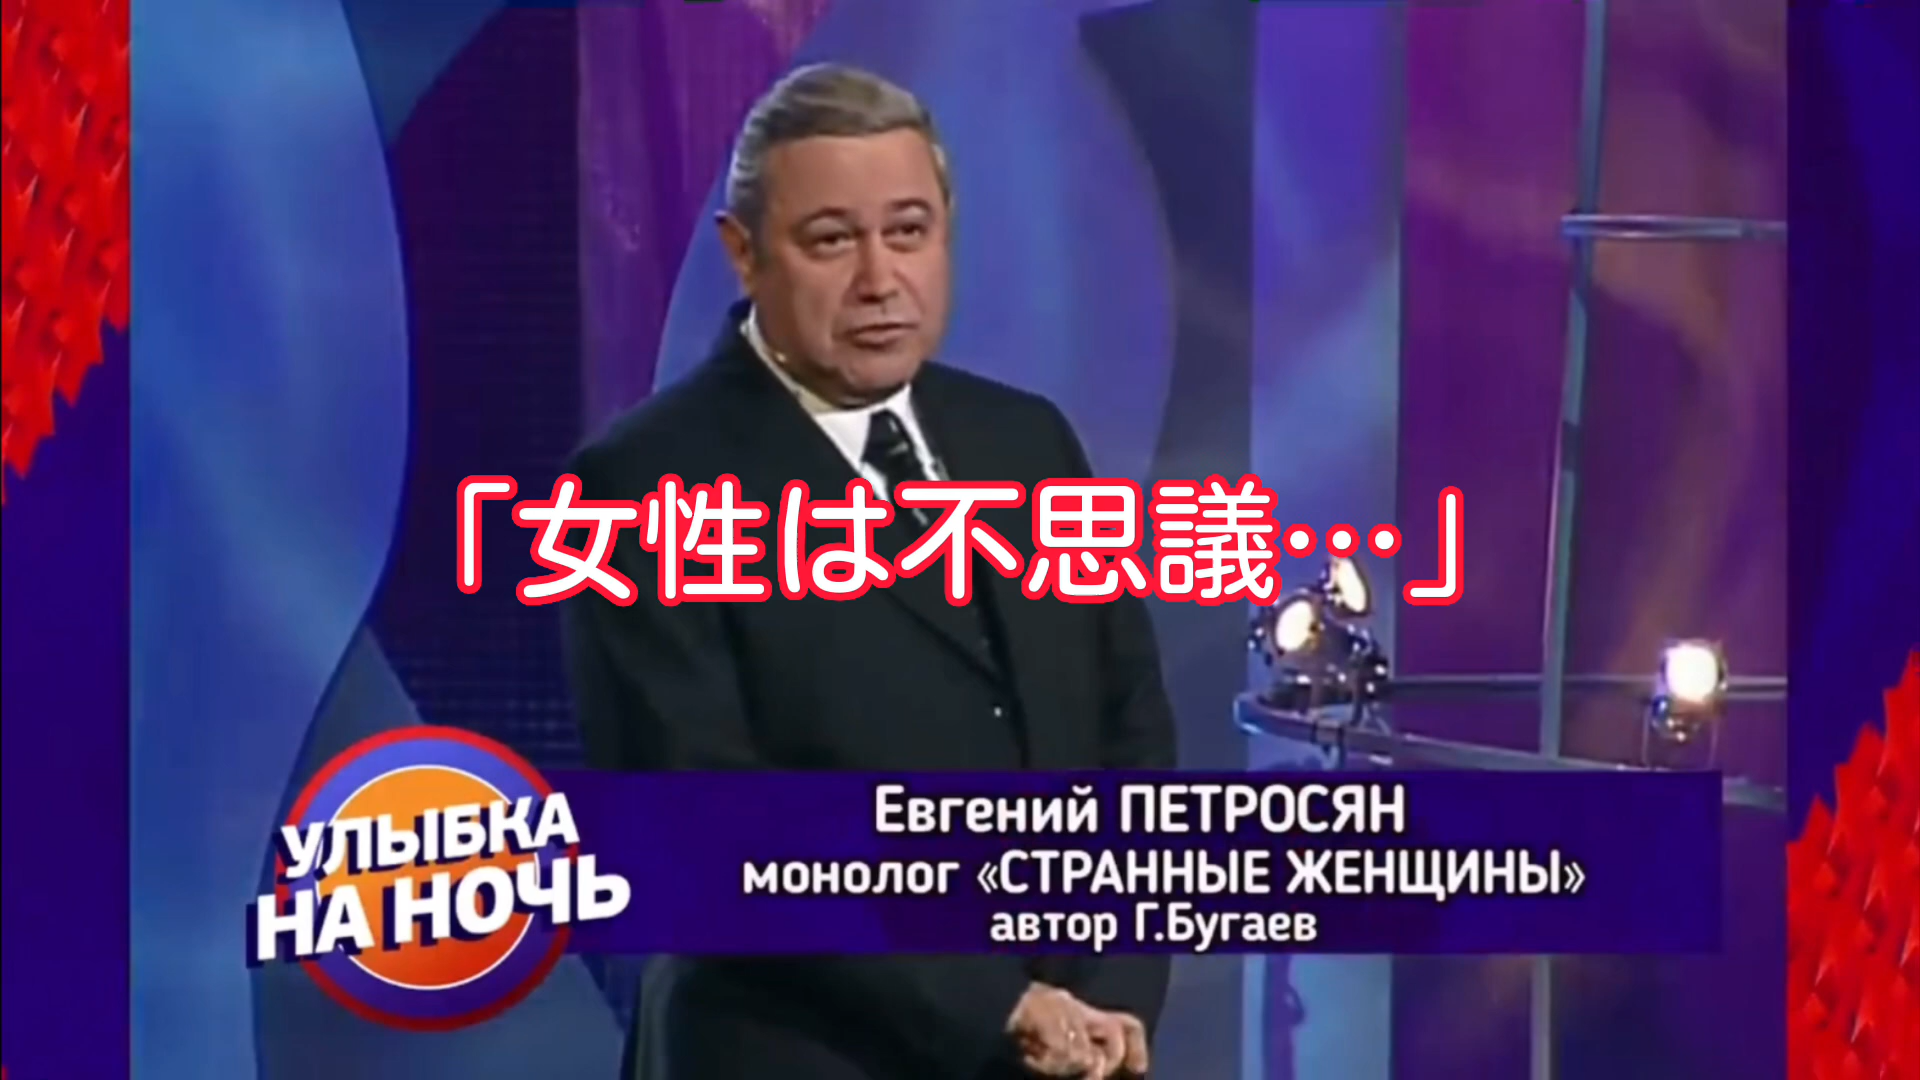 「女性は不思議…」
Евгений ПЕТРОСЯН
монолог «СТРАННЫЕ ЖЕНЩИНЫ»
автор Г.Бугаев
УЛЫБКА
НА НОЧЬ